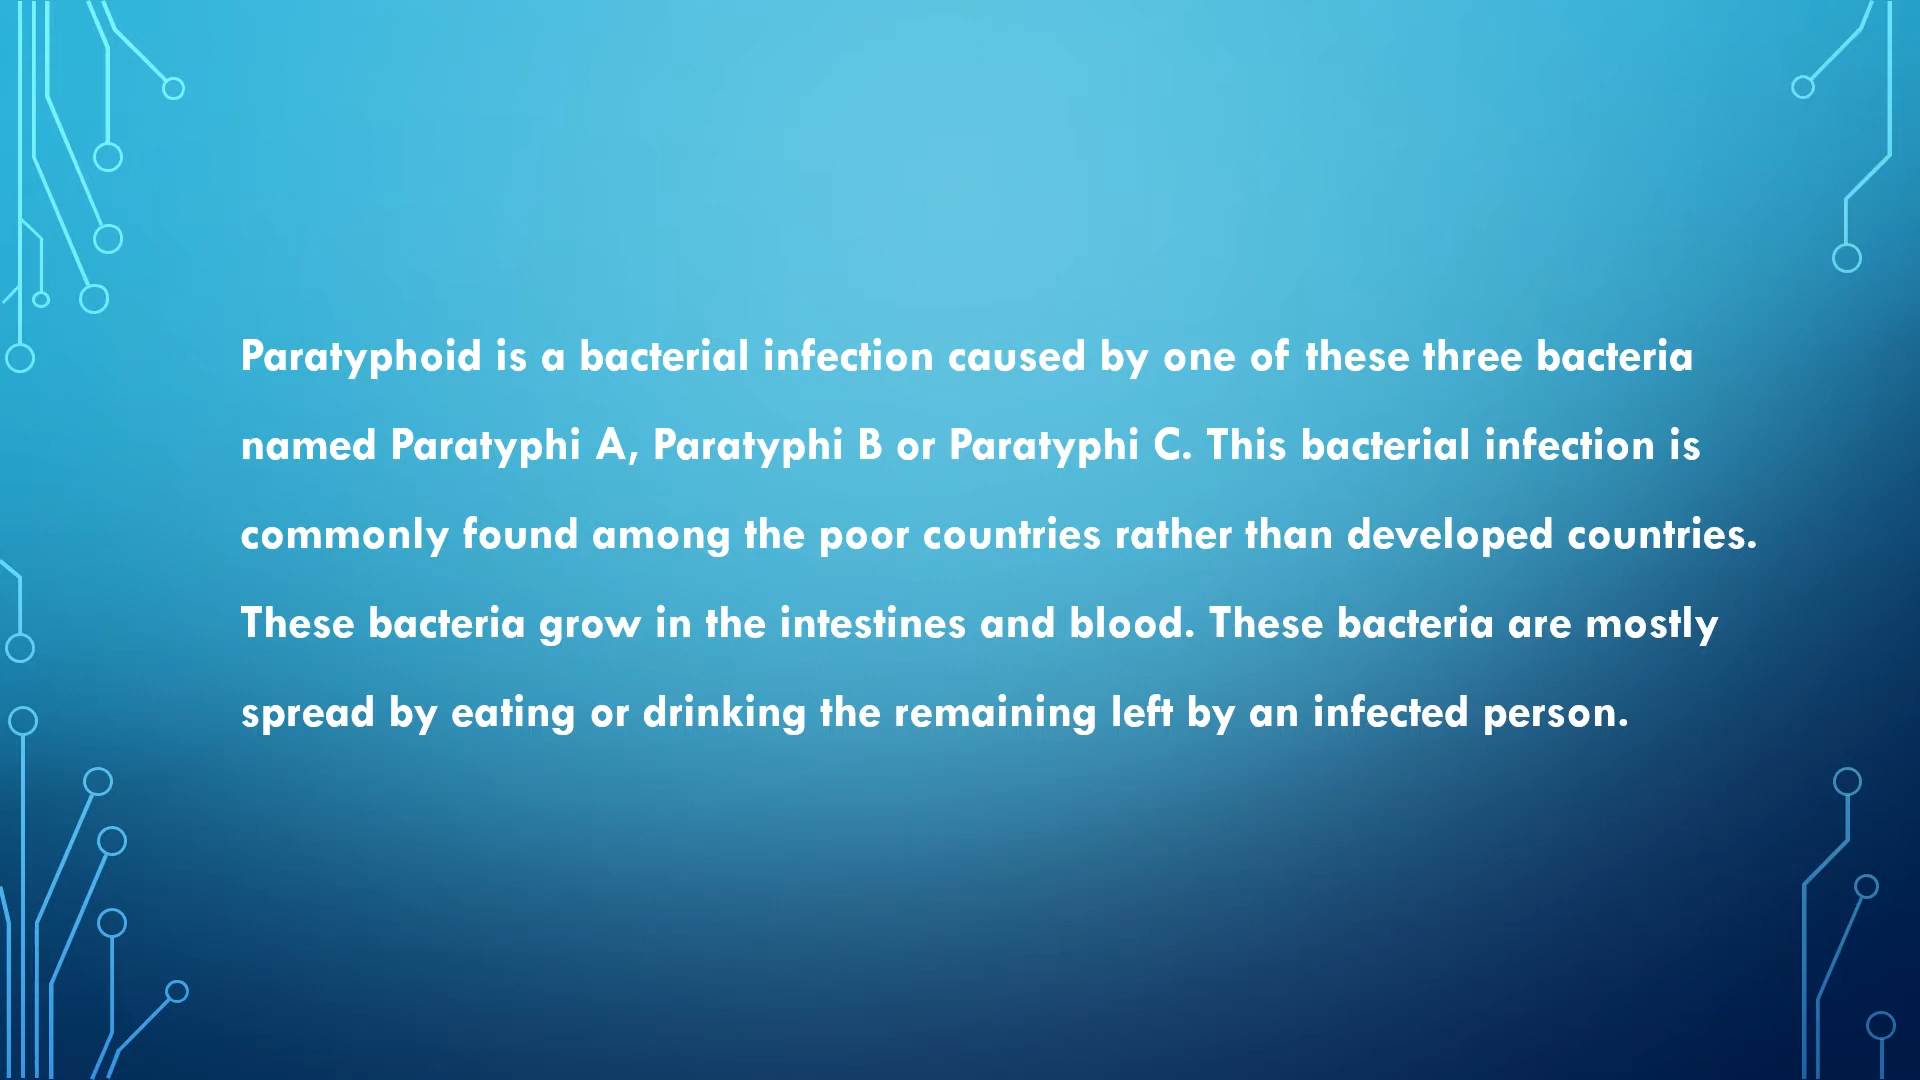 Paratyphoid is a bacterial infection caused by one of these three bacteria
named Paratyphi A, Paratyphi B or Paratyphi C. This bacterial infection is
commonly found among the poor countries rather than developed countries.
These bacteria grow in the intestines and blood. These bacteria are mostly
spread by eating or drinking the remaining left by an infected person.